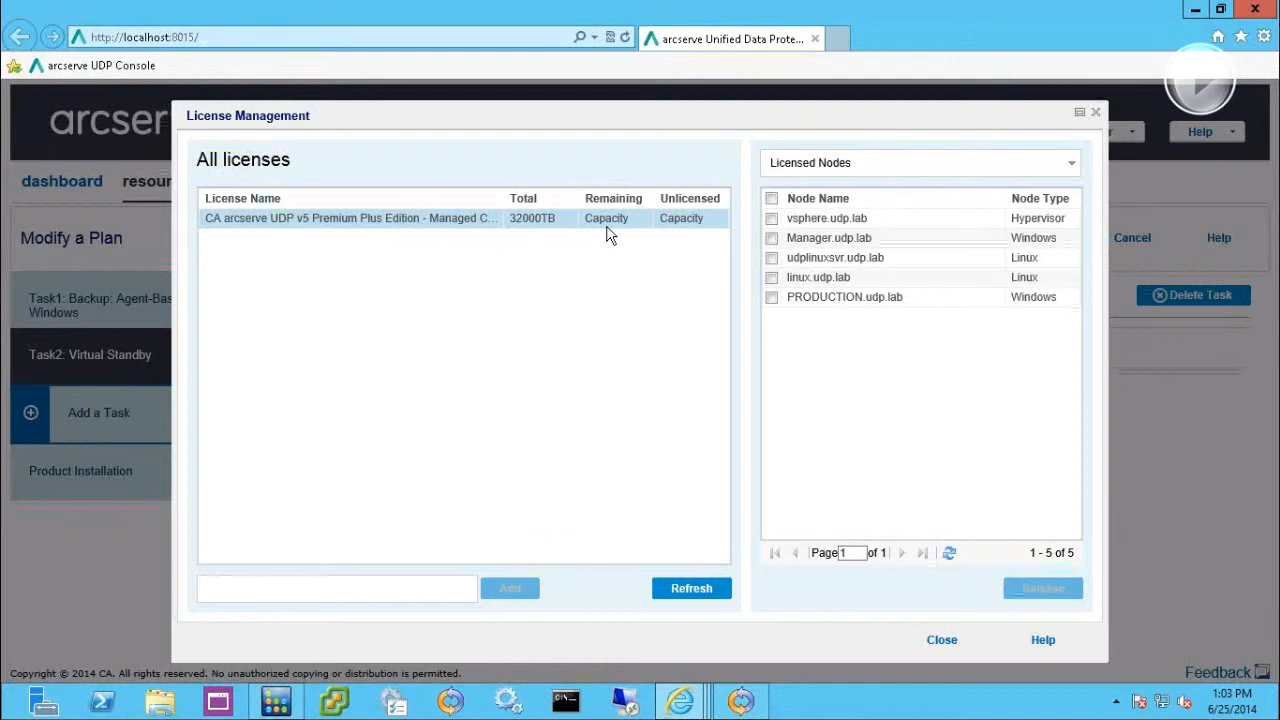 http://localhost:8015/
arcserve Unified Data Prote...
arcserve UDP Console
arcser
Help
dashboard
resour
License Management
All licenses
License Name Total Remaining Unlicensed
CA arcserve UDP v5 Premium Plus Edition - Managed C... 32000TB Capacity Capacity
Licensed Nodes
Node Name Node Type
vsphere.udp.lab Hypervisor
Manager.udp.lab Windows
udplinuxsvr.udp.lab Linux
linux.udp.lab Linux
PRODUCTION.udp.lab Windows
Page 1 of 1
1 - 5 of 5
Add
Refresh
Release
Close
Help
Modify a Plan
Cancel
Help
Task1: Backup: Agent-Bas
Windows
Delete Task
Task2: Virtual Standby
Add a Task
Product Installation
Copyright © 2014 CA. All rights reserved. No unauthorized copying or distribution is permitted.
Feedback
1:03 PM
6/25/2014